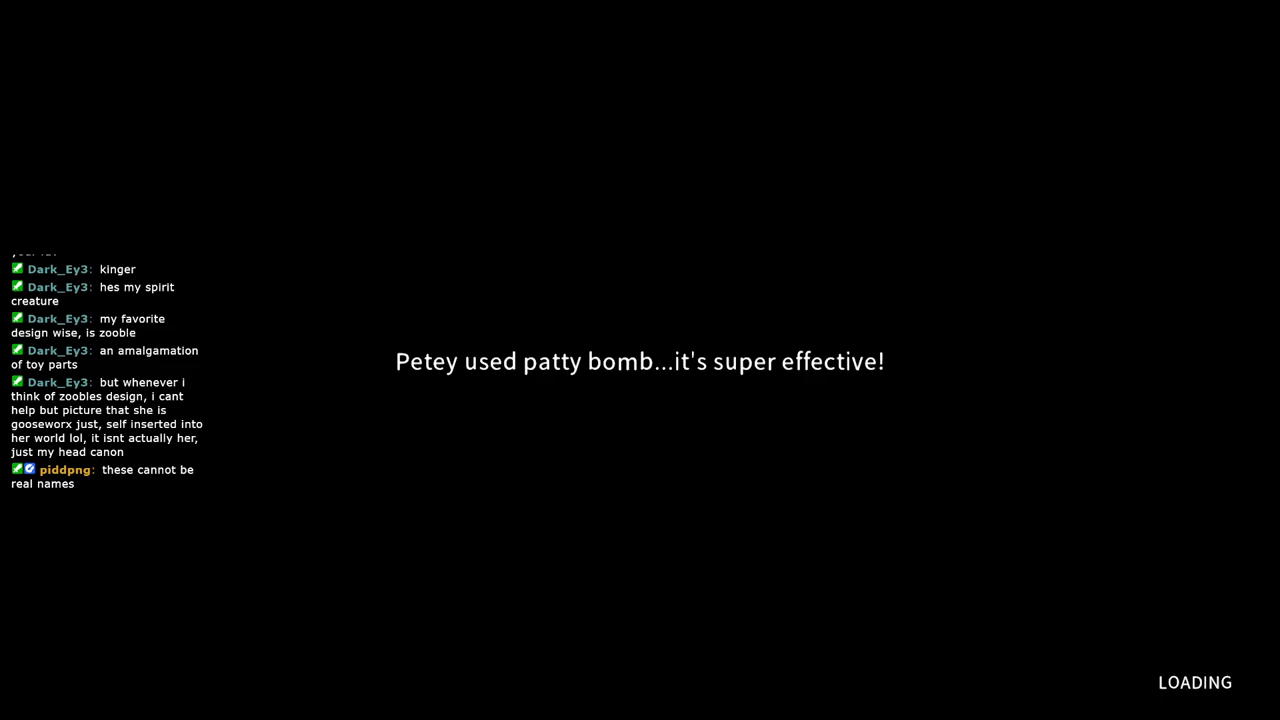 Dark_Ey3: kinger
Dark_Ey3: hes my spirit
creature
Dark_Ey3: my favorite
design wise, is zooble
Dark_Ey3: an amalgamation
of toy parts
Dark_Ey3: but whenever i
think of zoobles design, i cant
help but picture that she is
gooseworx just, self inserted into
her world lol, it isnt actually her,
just my head canon
piddpng: these cannot be
real names
Petey used patty bomb...it's super effective!
LOADING